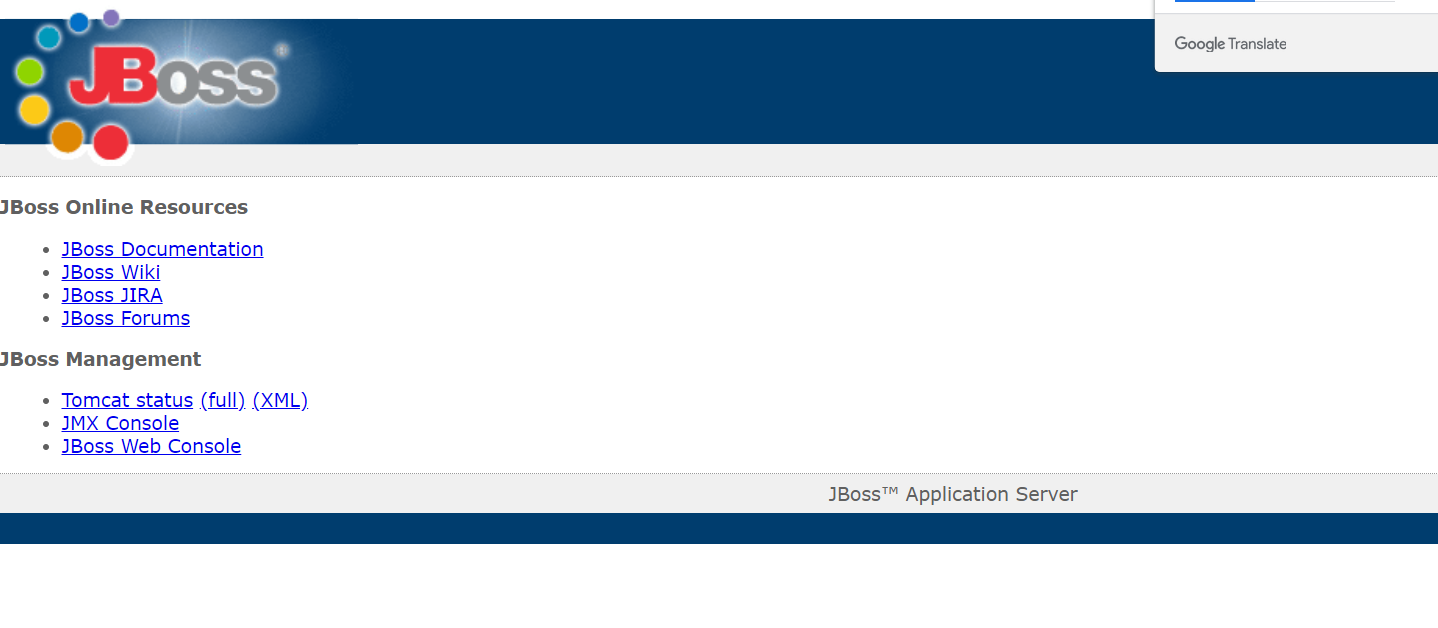 Google Translate
JBoss®
JBoss Online Resources
JBoss Documentation
JBoss Wiki
JBoss JIRA
JBoss Forums
JBoss Management
Tomcat status (full) (XML)
JMX Console
JBoss Web Console
JBoss™ Application Server